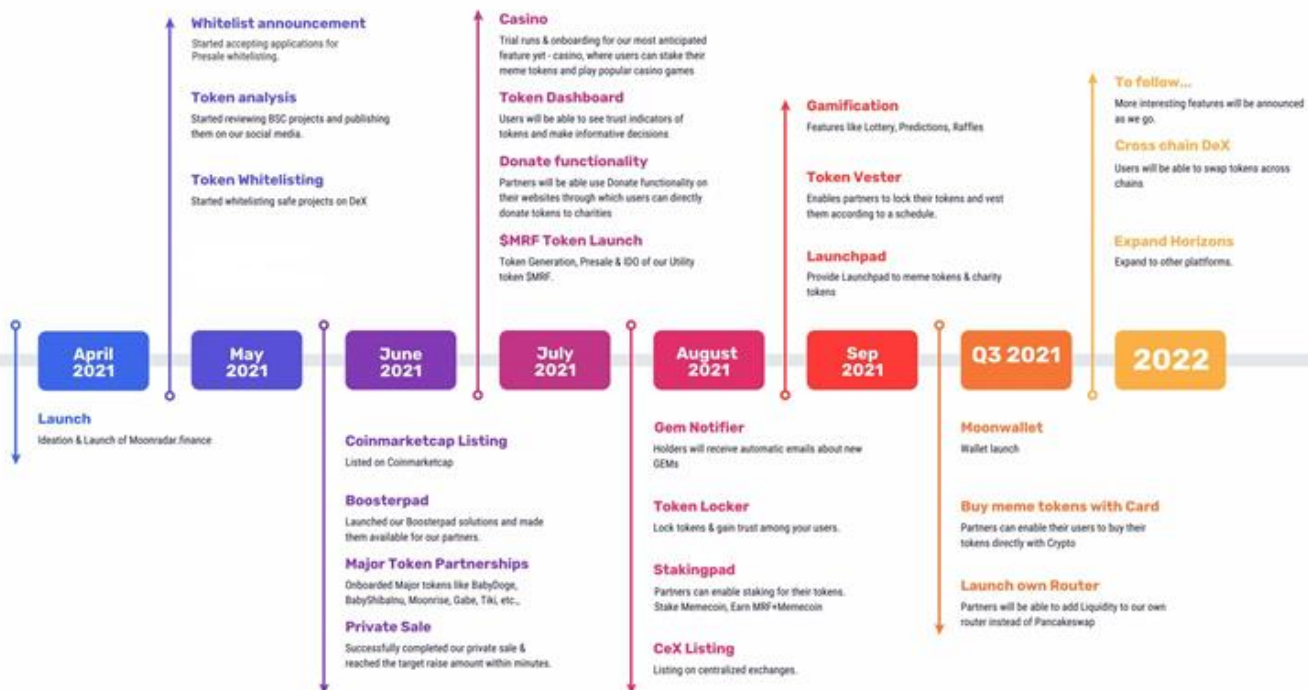 Whitelist announcement
Started accepting applications for
Presale whitelisting.
Token analysis
Started reviewing BSC projects and publishing
them on our social media.
Token Whitelisting
Started whitelisting safe projects on DeX
Casino
Trial runs & onboarding for our most anticipated
feature yet - casino, where users can stake their
meme tokens and play popular casino games
Token Dashboard
Users will be able to see trust indicators of
tokens and make informative decisions
Donate functionality
Partners will be able use Donate functionality on
their websites through which users can directly
donate tokens to charities
$MRF Token Launch
Token Generation, Presale & IDO of our Utility
token $MRF.
Gamification
Features like Lottery, Predictions, Raffles
Token Vester
Enables partners to lock their tokens and vest
them according to a schedule.
Launchpad
Provide Launchpad to meme tokens & charity
tokens
To follow...
More interesting features will be announced
as we go.
Cross chain DeX
Users will be able to swap tokens across
chains
Expand Horizons
Expand to other plattforms.
April
2021
May
2021
June
2021
July
2021
August
2021
Sep
2021
Q3 2021
2022
Launch
Ideation & Launch of Moonradar.finance
Coinmarketcap Listing
Listed on Coinmarketcap
Boosterpad
Launched our Boosterpad solutions and made
them available for our partners.
Major Token Partnerships
Onboarded Major tokens like BabyDoge,
BabyShibaInu, Moonrise, Gabe, Tiki, etc.,
Private Sale
Successfully completed our private sale &
reached the target raise amount within minutes.
Gem Notifier
Holders will receive automatic emails about new
GEMs
Token Locker
Lock tokens & gain trust among your users.
Stakingpad
Partners can enable staking for their tokens.
Stake Memecoin, Earn MRF+Memecoin
CeX Listing
Listing on centralized exchanges.
Moonwallet
Wallet launch
Buy meme tokens with Card
Partners can enable their users to buy their
tokens directly with Crypto
Launch own Router
Partners will be able to add Liquidity to our own
router instead of Pancakeswap